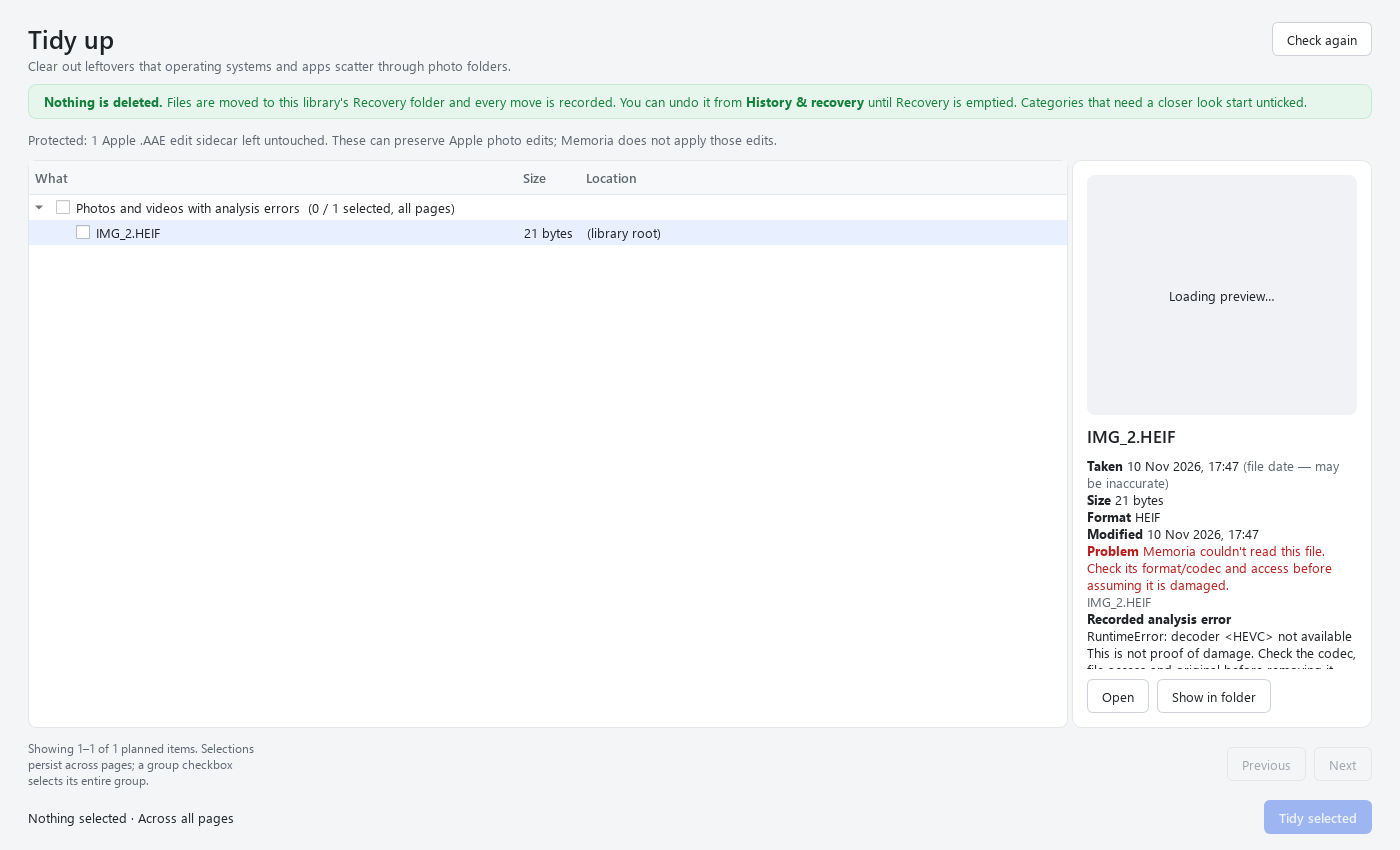 Tidy up
Check again
Clear out leftovers that operating systems and apps scatter through photo folders.
Nothing is deleted. Files are moved to this library's Recovery folder and every move is recorded. You can undo it from History & recovery until Recovery is emptied. Categories that need a closer look start unticked.
Protected: 1 Apple .AAE edit sidecar left untouched. These can preserve Apple photo edits; Memoria does not apply those edits.
What Size Location
Photos and videos with analysis errors (0 / 1 selected, all pages)
IMG_2.HEIF 21 bytes (library root)
Loading preview...
IMG_2.HEIF
Taken 10 Nov 2026, 17:47 (file date — may
be inaccurate)
Size 21 bytes
Format HEIF
Modified 10 Nov 2026, 17:47
Problem Memoria couldn't read this file.
Check its format/codec and access before
assuming it is damaged.
IMG_2.HEIF
Recorded analysis error
RuntimeError: decoder <HEVC> not available
This is not proof of damage. Check the codec,
file access and original before removing it.
Open Show in folder
Showing 1–1 of 1 planned items. Selections
persist across pages; a group checkbox
selects its entire group.
Previous Next
Nothing selected · Across all pages
Tidy selected